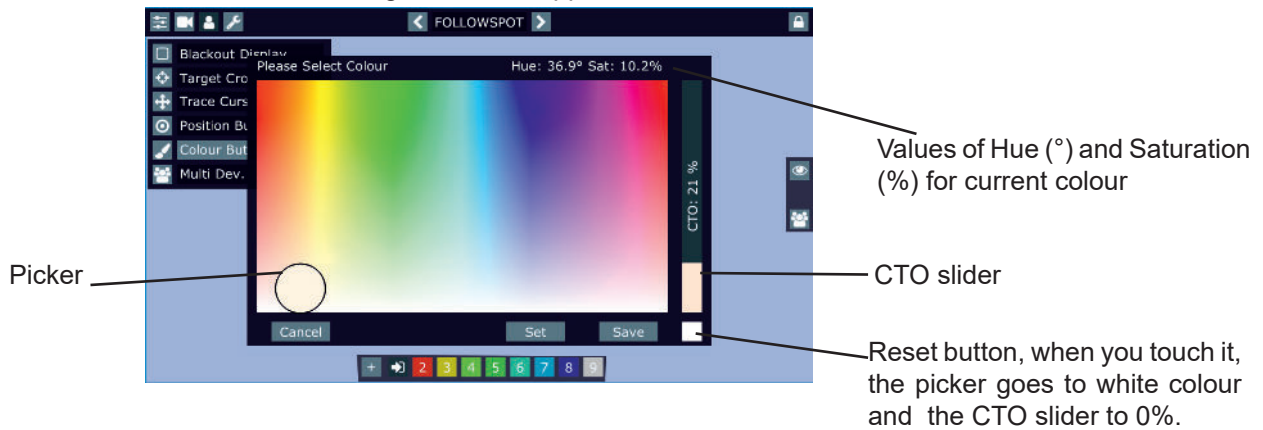 FOLLOWSPOT
Blackout Display
Please Select Colour Hue: 36.9° Sat: 10.2%
Target Cro
Trace Curs
Position Bu
Colour But
Multi Dev.
CTO: 21 %
Values of Hue (°) and Saturation
(%) for current colour
Picker
CTO slider
Cancel Set Save
Reset button, when you touch it,
the picker goes to white colour
and the CTO slider to 0%.
+ 2 3 4 5 6 7 8 9